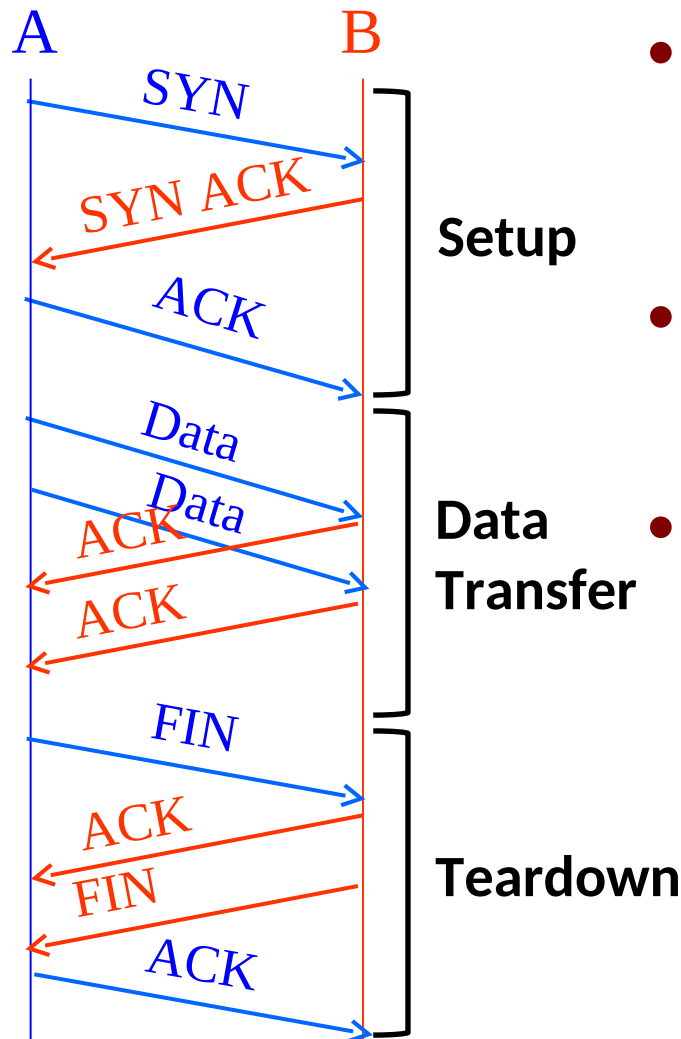 A B
SYN
SYN ACK
Setup
ACK
Data
Data
ACK
Data
Transfer
ACK
FIN
ACK
FIN
Teardown
ACK